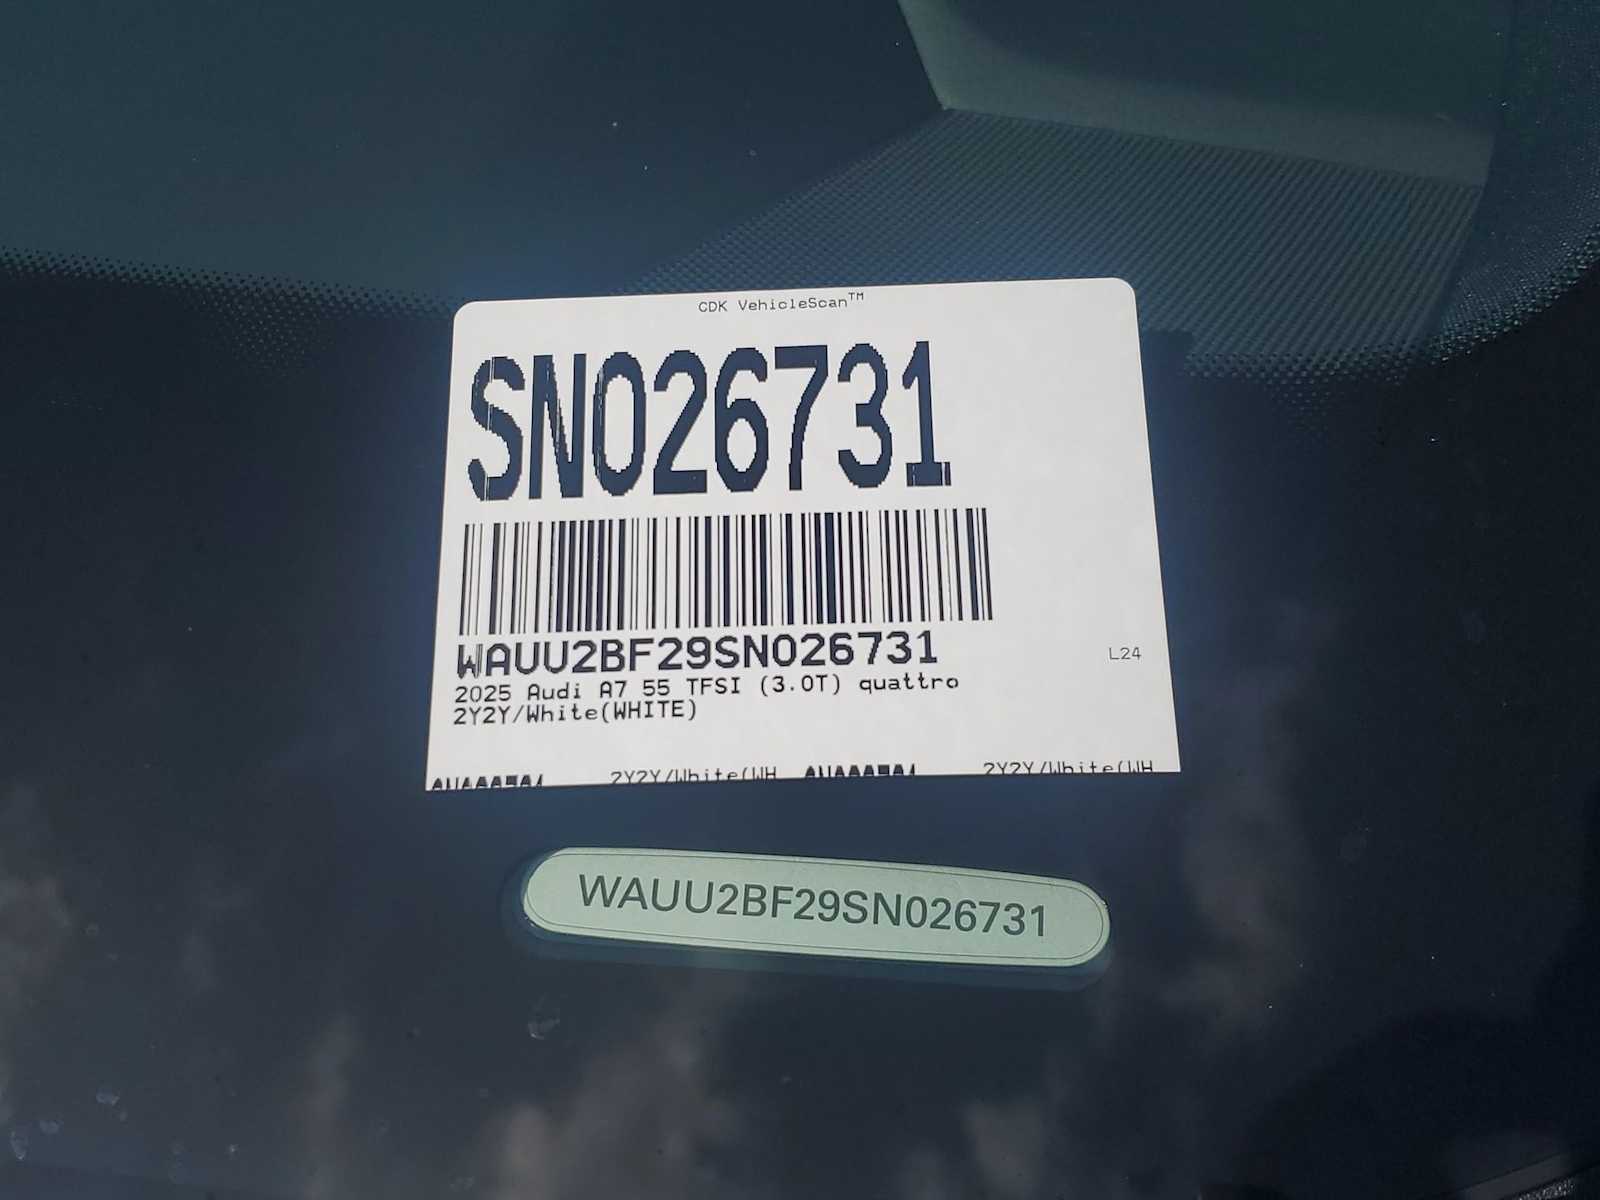 CDK VehicleScan™
SN026731
WAUU2BF29SN026731
L24
2025 Audi A7 55 TFSI (3.0T) quattro
2Y2Y/White(WHITE)
2Y2Y/White(WH
2Y2Y/White(WH
WAUU2BF29SN026731